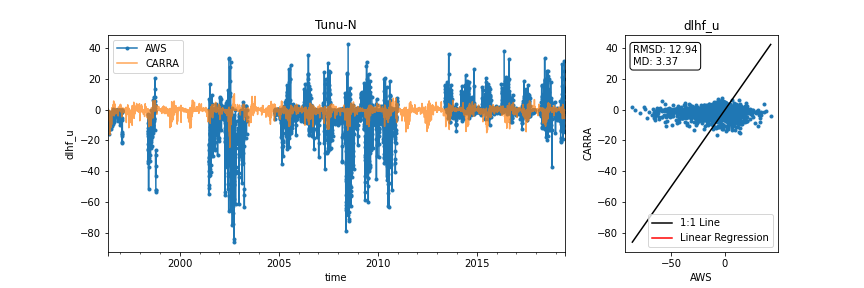 Tunu-N
dlhf_u
AWS
CARRA
40
20
0
−20
−40
−60
−80
dlhf_u
2000
2005
2010
2015
time
RMSD: 12.94
MD: 3.37
40
20
0
−20
−40
−60
−80
CARRA
1:1 Line
Linear Regression
−50
0
AWS